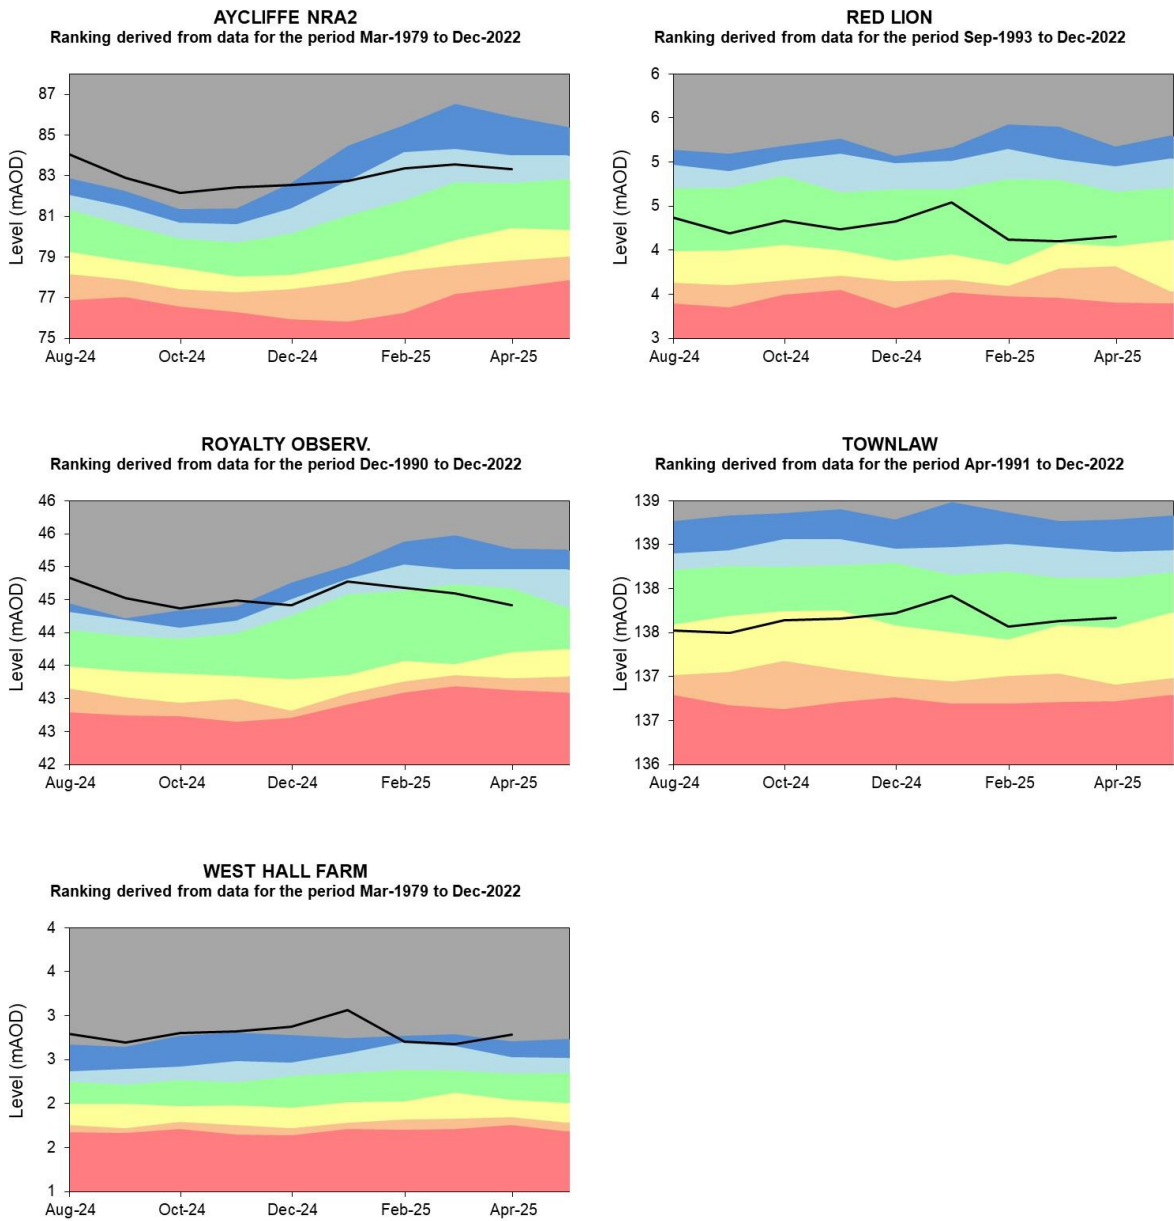 AYCLIFFE NRA2
Ranking derived from data for the period Mar-1979 to Dec-2022
Level (mAOD)
87
85
83
81
79
77
75
Aug-24 Oct-24 Dec-24 Feb-25 Apr-25
RED LION
Ranking derived from data for the period Sep-1993 to Dec-2022
Level (mAOD)
6
6
5
5
4
4
3
Aug-24 Oct-24 Dec-24 Feb-25 Apr-25
ROYALTY OBSERV.
Ranking derived from data for the period Dec-1990 to Dec-2022
Level (mAOD)
46
46
45
45
44
44
43
43
42
Aug-24 Oct-24 Dec-24 Feb-25 Apr-25
TOWNLAW
Ranking derived from data for the period Apr-1991 to Dec-2022
Level (mAOD)
139
139
138
138
137
137
136
Aug-24 Oct-24 Dec-24 Feb-25 Apr-25
WEST HALL FARM
Ranking derived from data for the period Mar-1979 to Dec-2022
Level (mAOD)
4
4
3
3
2
2
1
Aug-24 Oct-24 Dec-24 Feb-25 Apr-25